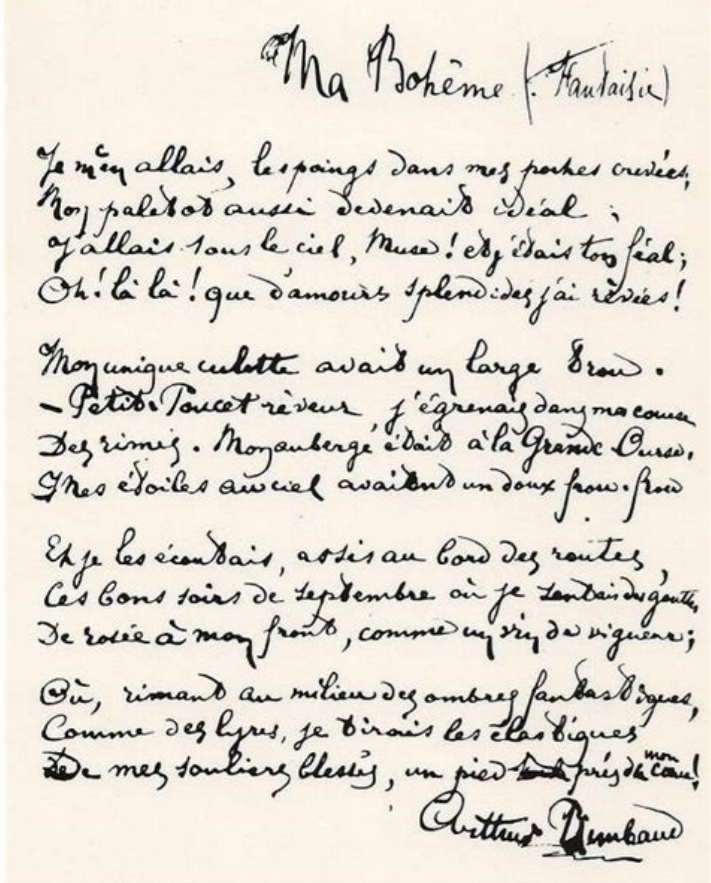 Ma Bohême (. Fantaisie)
Je m'en allais, les poings dans mes poches crevées;
Mon paletot aussi devenait idéal ;
J'allais sous le ciel, Muse ! et j'étais ton féal ;
Oh ! là là ! que d'amours splendides j'ai rêvées !
Mon unique culotte avait un large trou .
– Petit-Poucet rêveur, j'égrenais dans ma course
Des rimes . Mon auberge était à la Grande Ourse.
Mes étoiles au ciel avaient un doux frou-frou
Et je les écoutais, assis au bord des routes,
Ces bons soirs de septembre où je sentais des gouttes
De rosée à mon front, comme un vin de vigueur ;
Où, rimant au milieu des ombres fantastiques,
Comme des lyres, je tirais les élastiques
De mes souliers blessés, un pied près de mon cœur !
Arthur Rimbaud